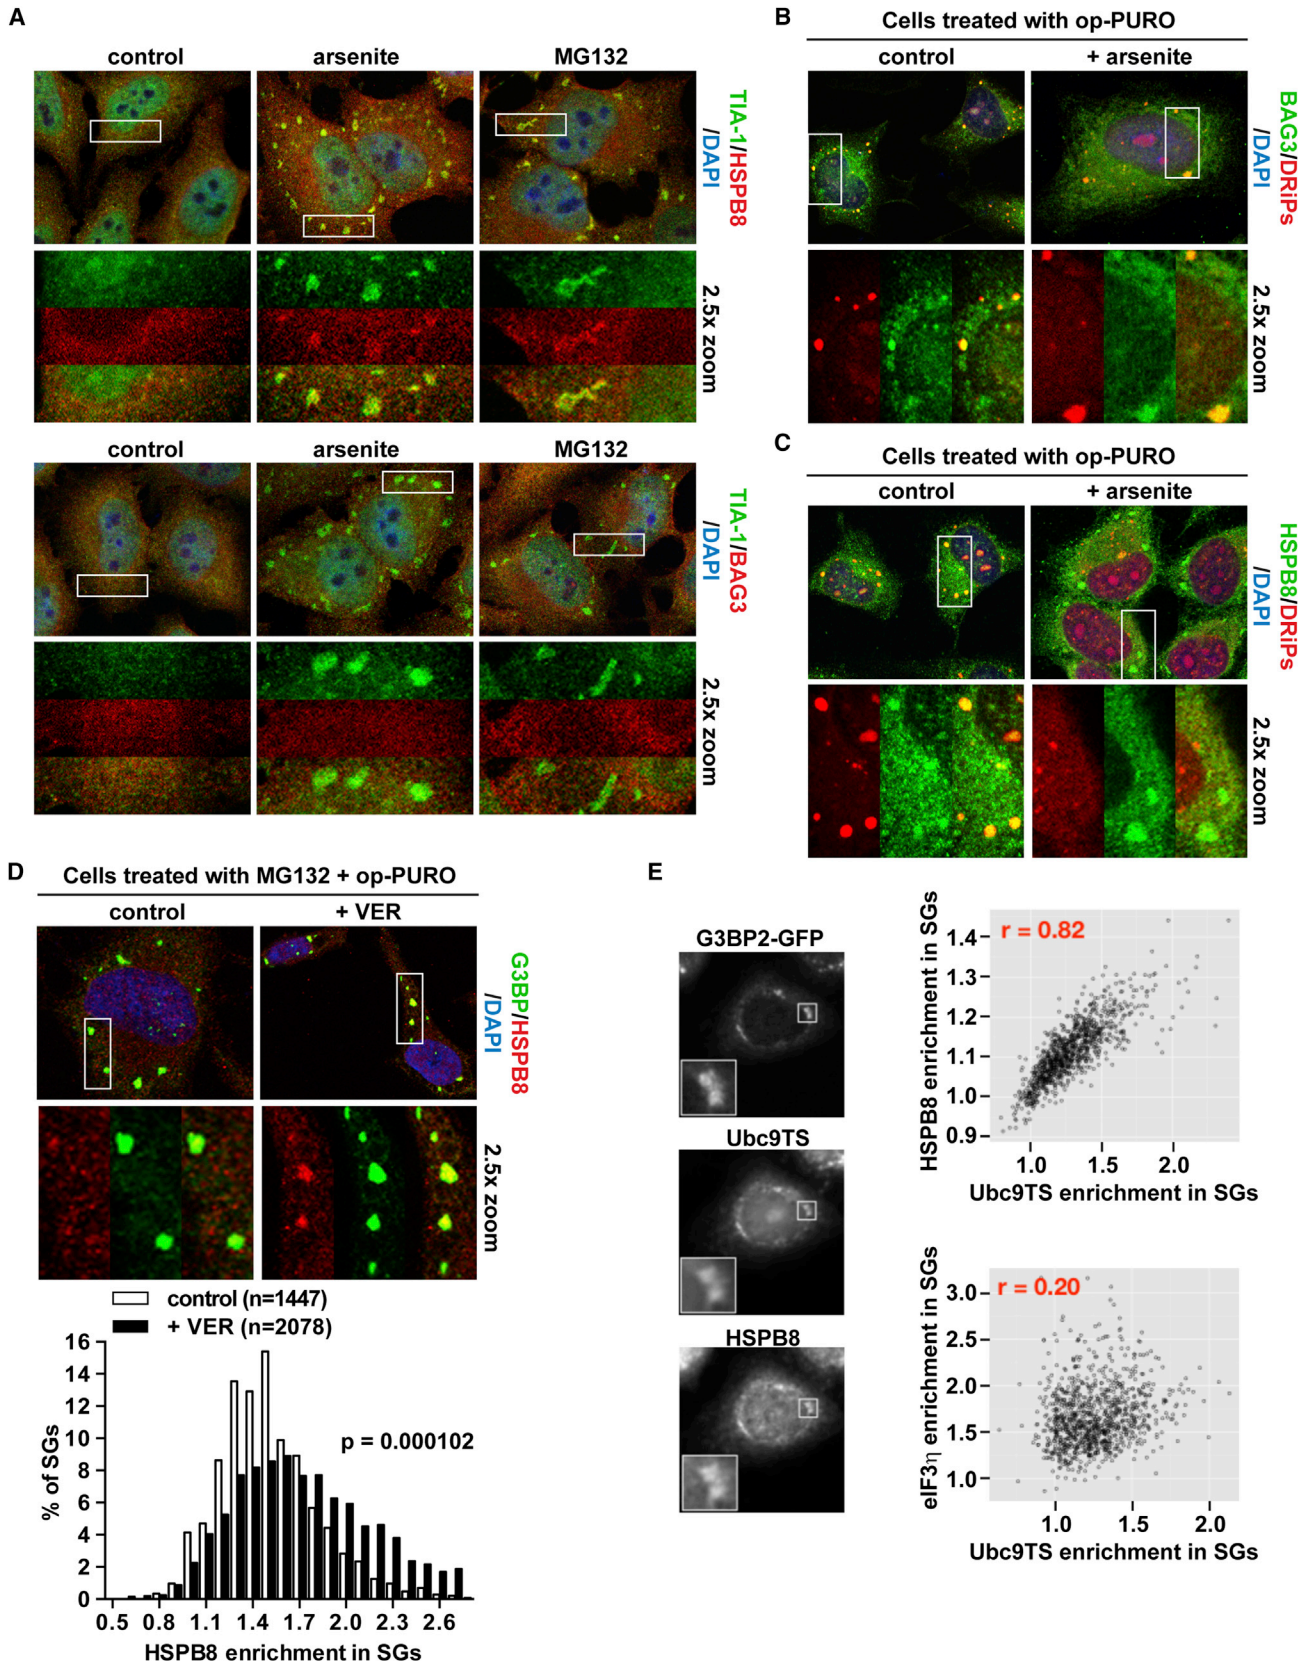 A
control
arsenite
MG132
TIA-1/HSPB8
/DAPI
2.5x zoom
control
arsenite
MG132
TIA-1/BAG3
/DAPI
2.5x zoom
B
Cells treated with op-PURO
control
+ arsenite
BAG3/DRiPs
/DAPI
2.5x zoom
C
Cells treated with op-PURO
control
+ arsenite
HSPB8/DRiPs
/DAPI
2.5x zoom
D
Cells treated with MG132 + op-PURO
control
+ VER
G3BP/HSPB8
/DAPI
2.5x zoom
control (n=1447)
+ VER (n=2078)
% of SGs
16
14
12
10
8
6
4
2
0
p = 0.000102
0.5 0.8 1.1 1.4 1.7 2.0 2.3 2.6
HSPB8 enrichment in SGs
E
G3BP2-GFP
Ubc9TS
HSPB8
HSPB8 enrichment in SGs
r = 0.82
1.4
1.3
1.2
1.1
1.0
0.9
1.0 1.5 2.0
Ubc9TS enrichment in SGs
eIF3η enrichment in SGs
r = 0.20
3.0
2.5
2.0
1.5
1.0
1.0 1.5 2.0
Ubc9TS enrichment in SGs